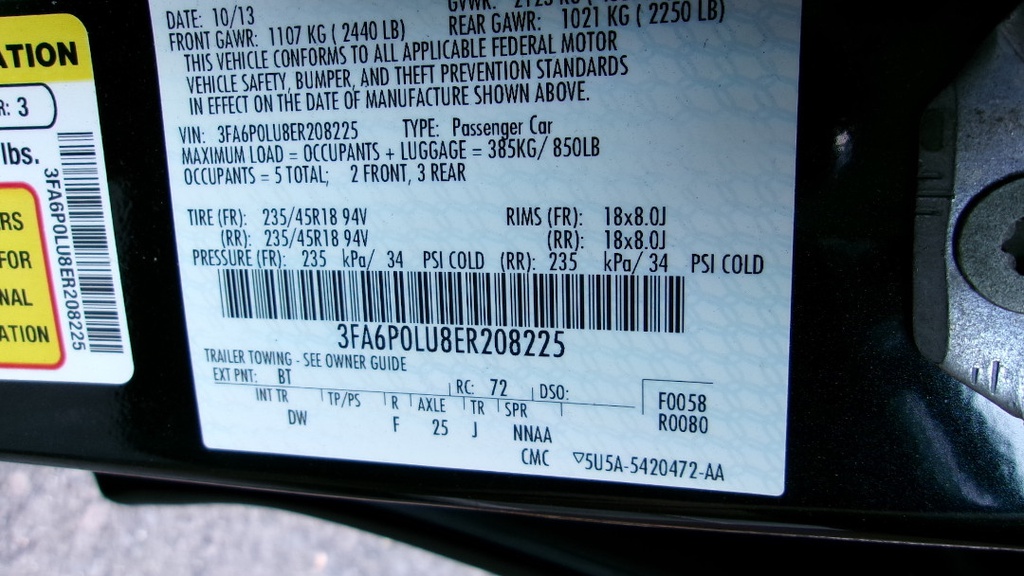 ATION
R: 3
lbs.
3FA6P0LU8ER208225
RS
FOR
NAL
ATION
DATE: 10/13
GVWR:
FRONT GAWR: 1107 KG ( 2440 LB) REAR GAWR: 1021 KG ( 2250 LB)
THIS VEHICLE CONFORMS TO ALL APPLICABLE FEDERAL MOTOR
VEHICLE SAFETY, BUMPER, AND THEFT PREVENTION STANDARDS
IN EFFECT ON THE DATE OF MANUFACTURE SHOWN ABOVE.
VIN: 3FA6P0LU8ER208225 TYPE: Passenger Car
MAXIMUM LOAD = OCCUPANTS + LUGGAGE = 385KG/ 850LB
OCCUPANTS = 5 TOTAL; 2 FRONT, 3 REAR
TIRE (FR): 235/45R18 94V RIMS (FR): 18x8.0J
(RR): 235/45R18 94V (RR): 18x8.0J
PRESSURE (FR): 235 kPa/ 34 PSI COLD (RR): 235 kPa/ 34 PSI COLD
3FA6P0LU8ER208225
TRAILER TOWING - SEE OWNER GUIDE
EXT PNT: BT RC: 72 DSO:
INT TR TP/PS R AXLE TR SPR F0058
DW F 25 J NNAA R0080
CMC ▽5U5A-5420472-AA